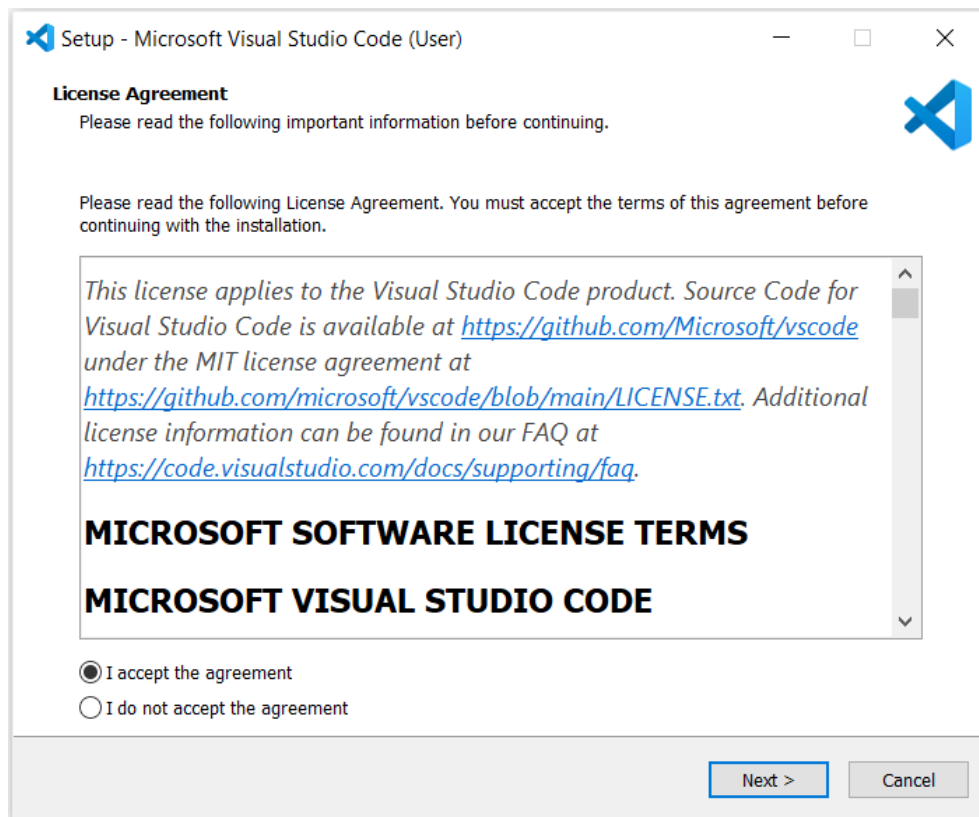 Setup - Microsoft Visual Studio Code (User)
License Agreement
Please read the following important information before continuing.
Please read the following License Agreement. You must accept the terms of this agreement before
continuing with the installation.
This license applies to the Visual Studio Code product. Source Code for
Visual Studio Code is available at https://github.com/Microsoft/vscode
under the MIT license agreement at
https://github.com/microsoft/vscode/blob/main/LICENSE.txt. Additional
license information can be found in our FAQ at
https://code.visualstudio.com/docs/supporting/faq.
MICROSOFT SOFTWARE LICENSE TERMS
MICROSOFT VISUAL STUDIO CODE
I accept the agreement
I do not accept the agreement
Next >
Cancel